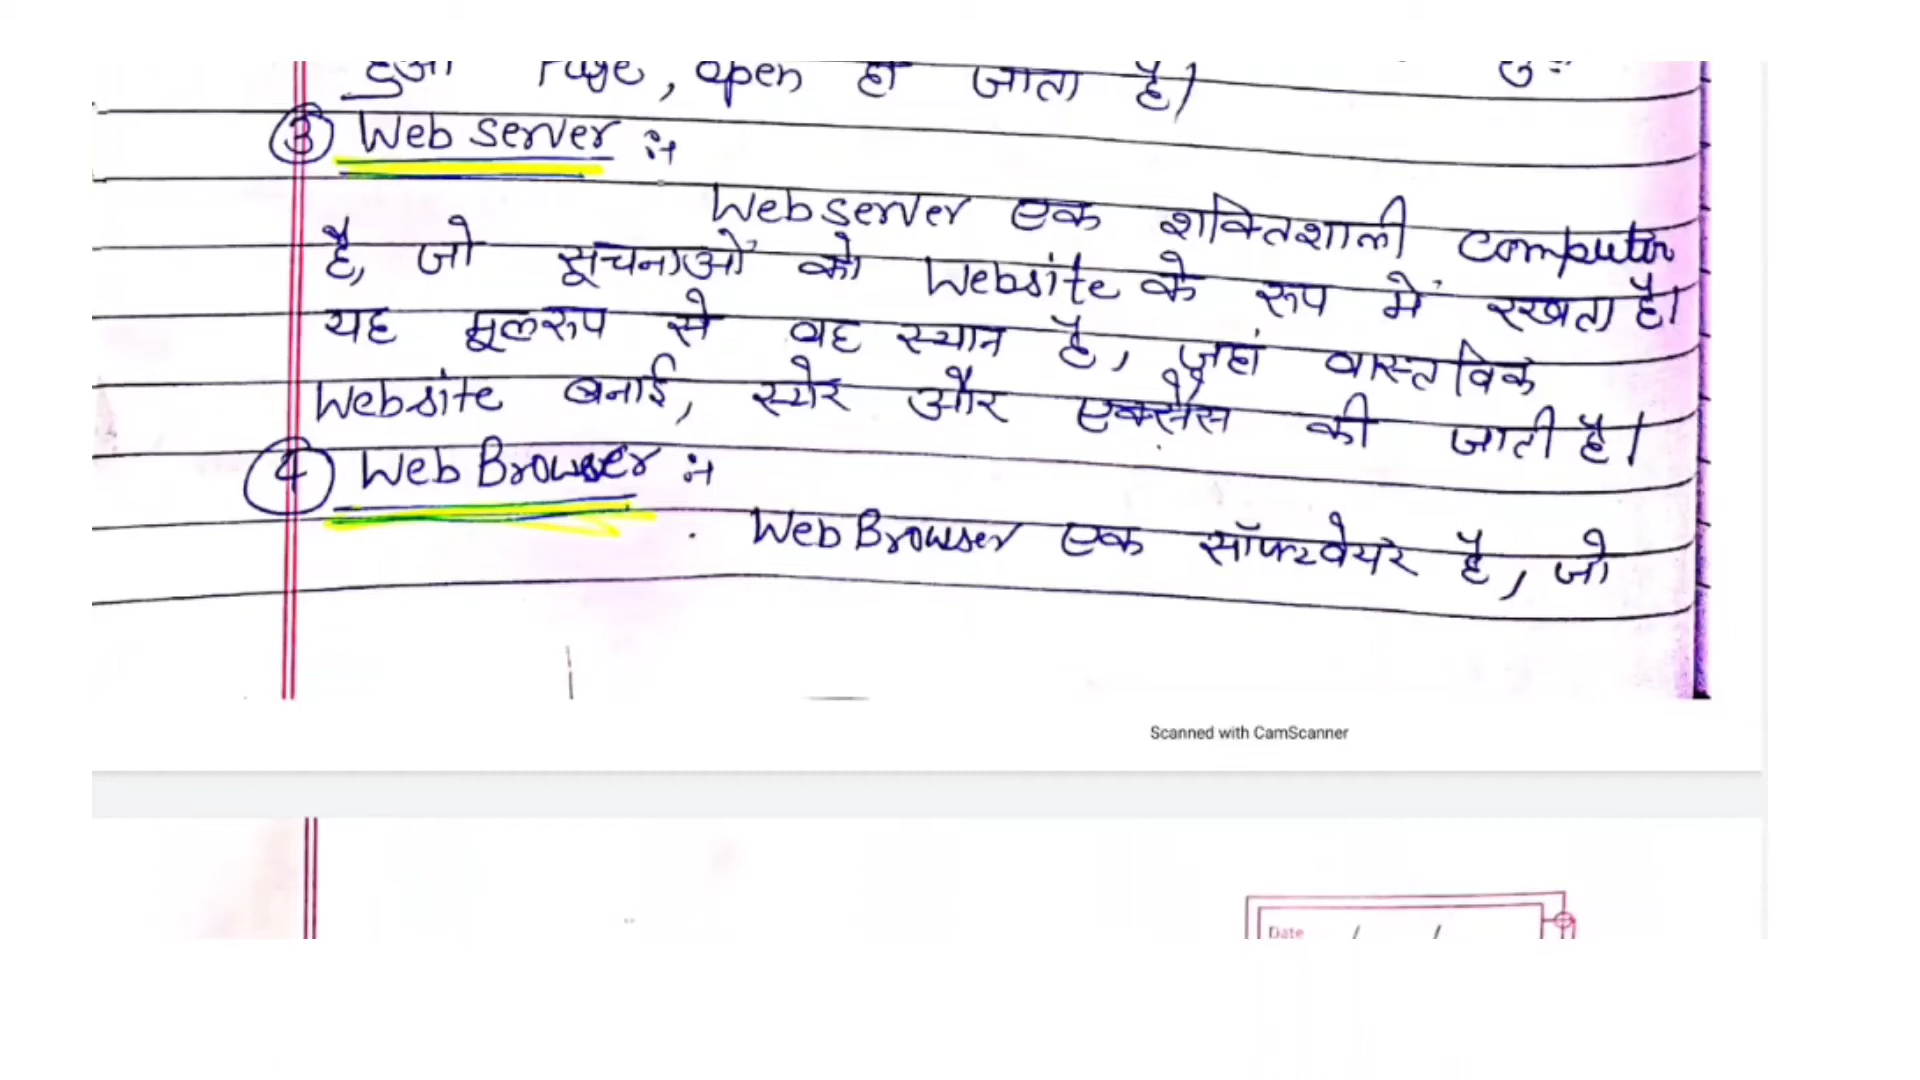 हुआ Page, open हो जाता है।
③ Web server :-
Webserver एक शक्तिशाली Computer
है, जो सूचनाओं को Website के रूप में रखता है।
यह मूलरूप से वह स्थान है, जहां वास्तविक
Website बनाई, स्टोर और एक्सेस की जाती है।
④ Web Browser :-
Web Browser एक सॉफ्टवेयर है, जो
Scanned with CamScanner
Date / /